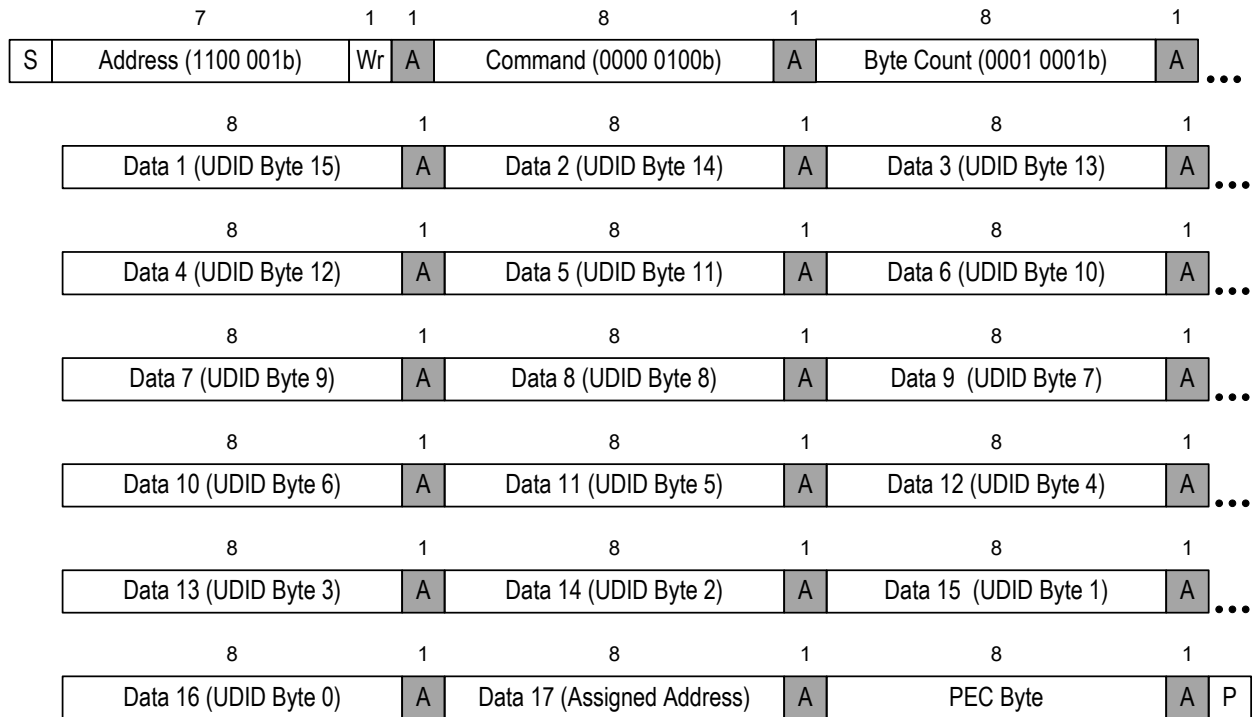 7 1 1 8 1 8 1
S Address (1100 001b) Wr A Command (0000 0100b) A Byte Count (0001 0001b) A
8 1 8 1 8 1
Data 1 (UDID Byte 15) A Data 2 (UDID Byte 14) A Data 3 (UDID Byte 13) A
8 1 8 1 8 1
Data 4 (UDID Byte 12) A Data 5 (UDID Byte 11) A Data 6 (UDID Byte 10) A
8 1 8 1 8 1
Data 7 (UDID Byte 9) A Data 8 (UDID Byte 8) A Data 9 (UDID Byte 7) A
8 1 8 1 8 1
Data 10 (UDID Byte 6) A Data 11 (UDID Byte 5) A Data 12 (UDID Byte 4) A
8 1 8 1 8 1
Data 13 (UDID Byte 3) A Data 14 (UDID Byte 2) A Data 15 (UDID Byte 1) A
8 1 8 1 8 1
Data 16 (UDID Byte 0) A Data 17 (Assigned Address) A PEC Byte A P